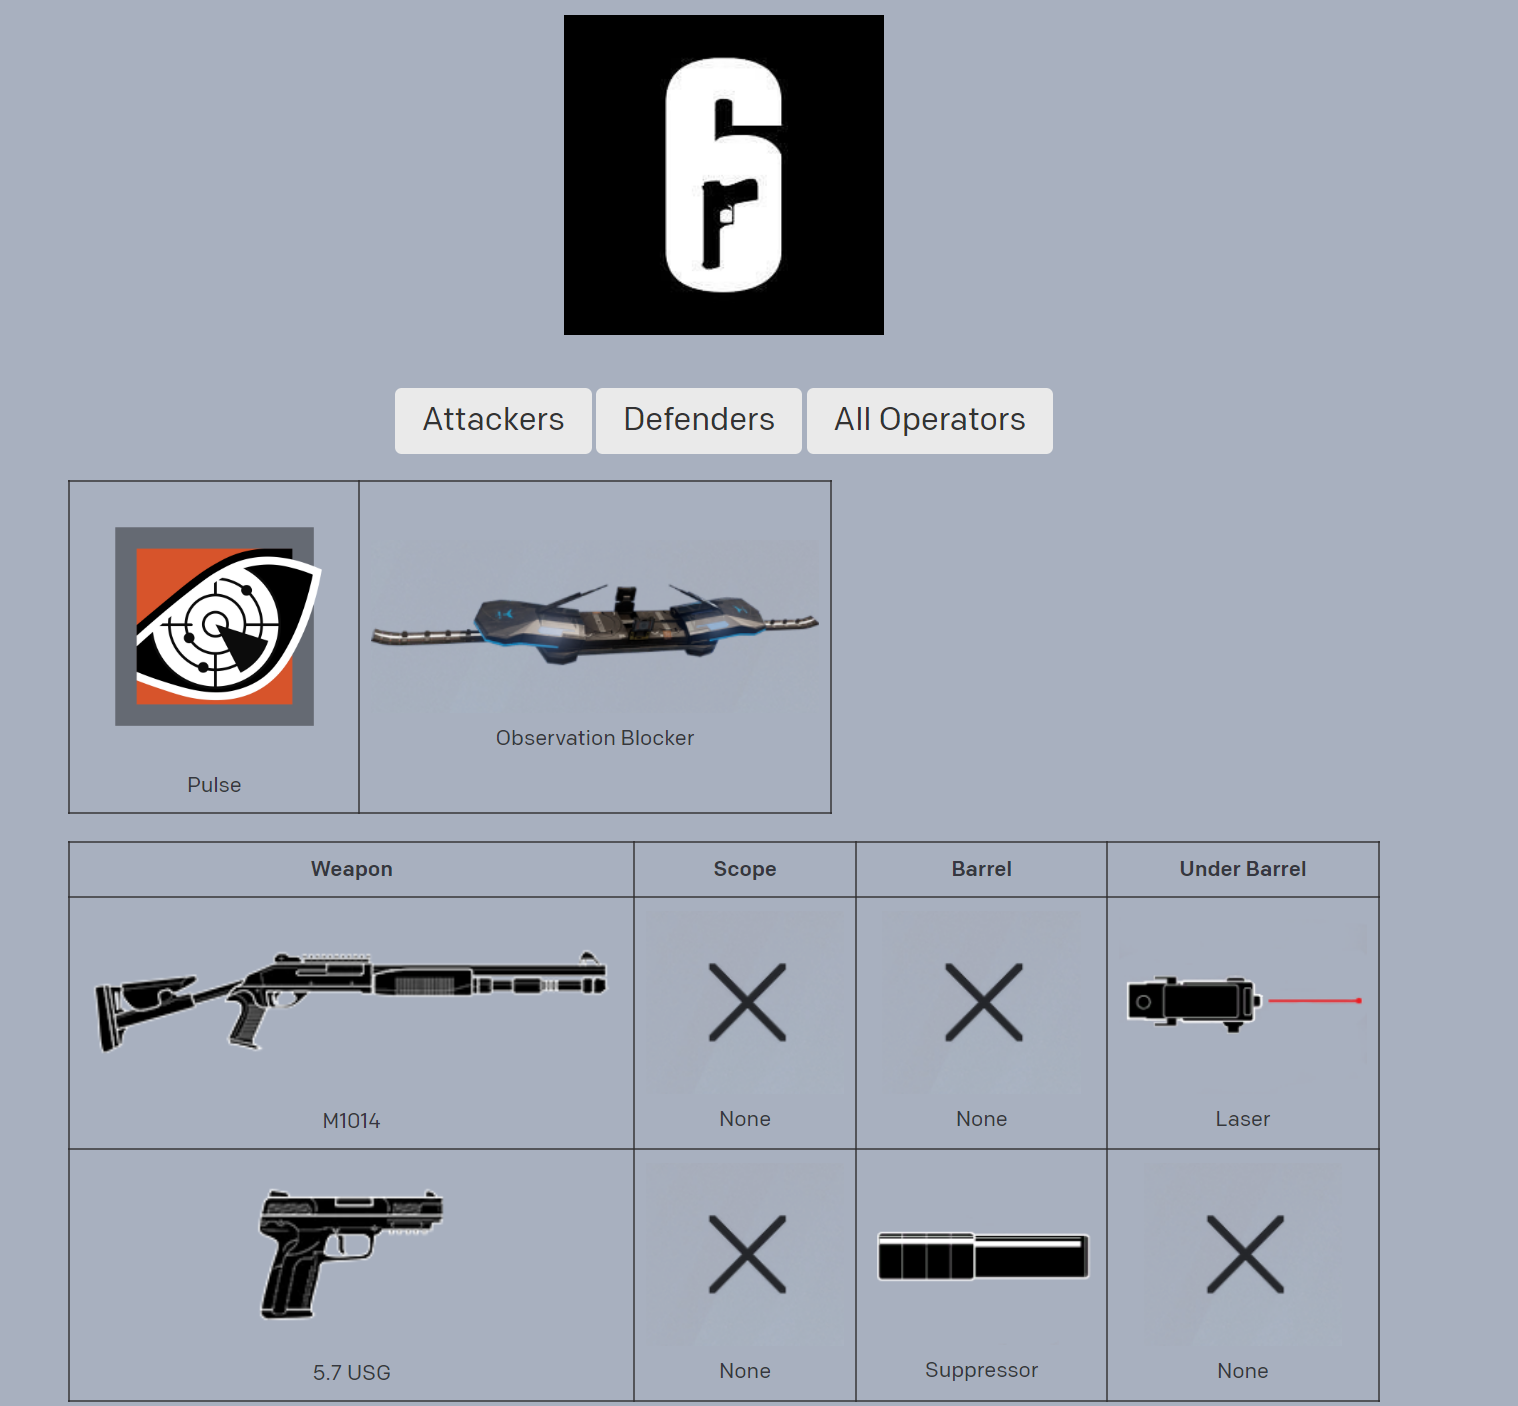 6
Attackers Defenders All Operators
Observation Blocker
Pulse
Weapon Scope Barrel Under Barrel
M1014 None None Laser
5.7 USG None Suppressor None